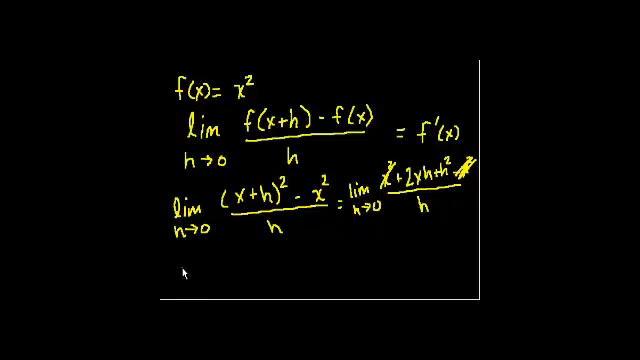 f(x) = x²
lim h→0 f(x+h) - f(x) / h = f'(x)
lim h→0 (x+h)² - x² / h = lim h→0 x² + 2xh + h² - x² / h